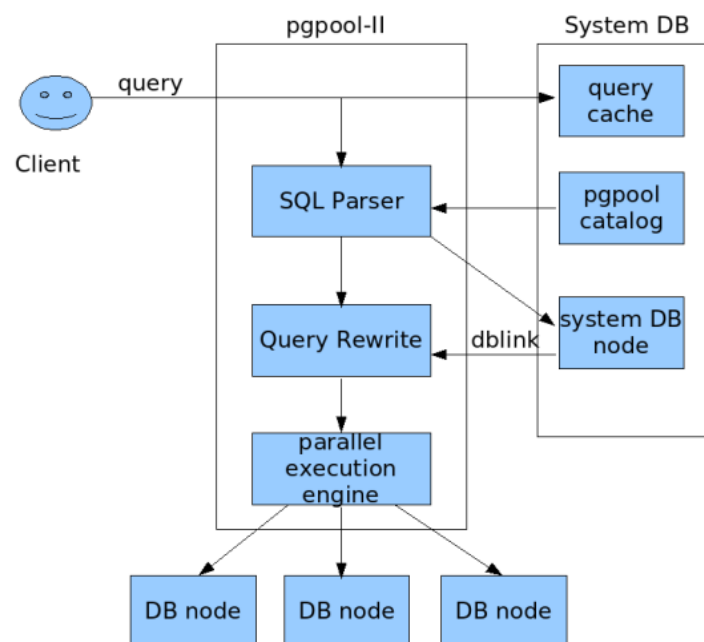 pgpool-II
System DB
query
query
cache
Client
SQL Parser
pgpool
catalog
system DB
node
Query Rewrite
dblink
parallel
execution
engine
DB node
DB node
DB node